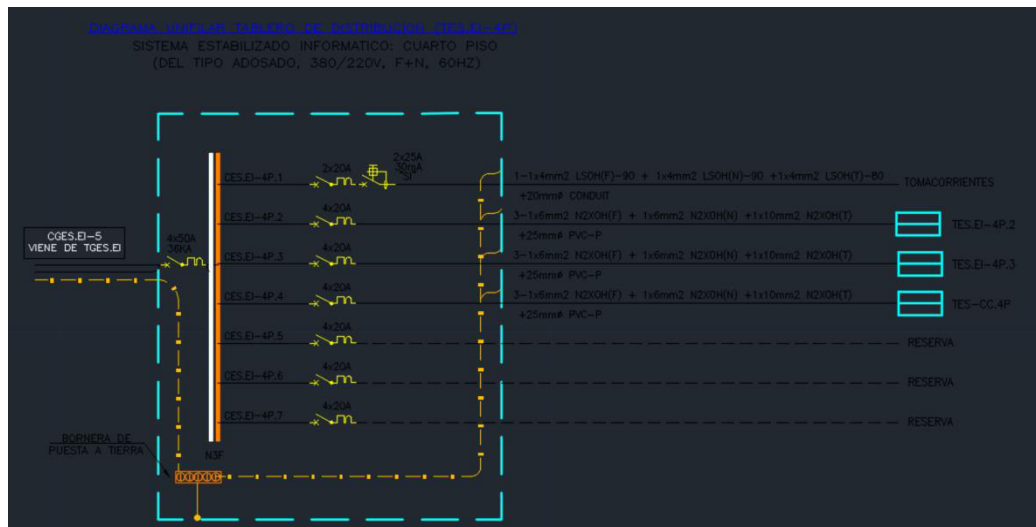 DIAGRAMA UNIFILAR TABLERO DE DISTRIBUCION (TES.EI-4P)
SISTEMA ESTABILIZADO INFORMATICO: CUARTO PISO
(DEL TIPO ADOSADO, 380/220V, F+N, 60HZ)
CGES.EI-5
VIENE DE TGES.EI
4x50A
36KA
CES.EI-4P.1
2x20A
2x25A
30mA
SI
1-1x4mm2 LSOH(F)-90 + 1x4mm2 LSOH(N)-90 +1x4mm2 LSOH(T)-80
+20mmø CONDUIT
TOMACORRIENTES
CES.EI-4P.2
4x20A
3-1x6mm2 N2XOH(F) + 1x6mm2 N2XOH(N) +1x10mm2 N2XOH(T)
+25mmø PVC-P
TES.EI-4P.2
CES.EI-4P.3
4x20A
3-1x6mm2 N2XOH(F) + 1x6mm2 N2XOH(N) +1x10mm2 N2XOH(T)
+25mmø PVC-P
TES.EI-4P.3
CES.EI-4P.4
4x20A
3-1x6mm2 N2XOH(F) + 1x6mm2 N2XOH(N) +1x10mm2 N2XOH(T)
+25mmø PVC-P
TES-CC.4P
CES.EI-4P.5
4x20A
RESERVA
CES.EI-4P.6
4x20A
RESERVA
CES.EI-4P.7
4x20A
RESERVA
BORNERA DE
PUESTA A TIERRA
N3F